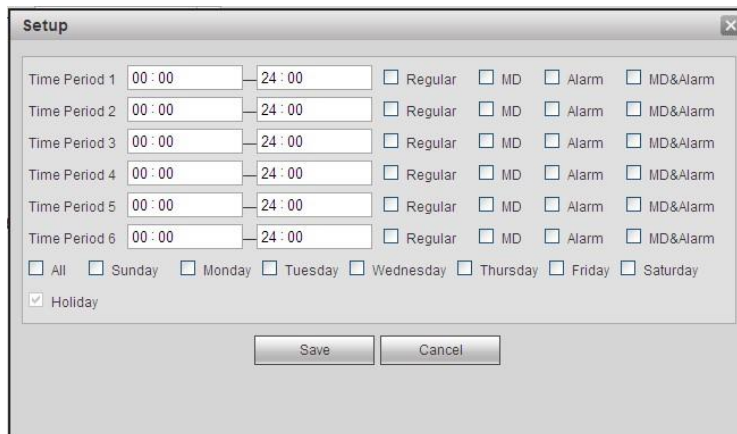 Setup
Time Period 1 00:00 — 24:00 Regular MD Alarm MD&Alarm
Time Period 2 00:00 — 24:00 Regular MD Alarm MD&Alarm
Time Period 3 00:00 — 24:00 Regular MD Alarm MD&Alarm
Time Period 4 00:00 — 24:00 Regular MD Alarm MD&Alarm
Time Period 5 00:00 — 24:00 Regular MD Alarm MD&Alarm
Time Period 6 00:00 — 24:00 Regular MD Alarm MD&Alarm
All Sunday Monday Tuesday Wednesday Thursday Friday Saturday
Holiday
Save Cancel